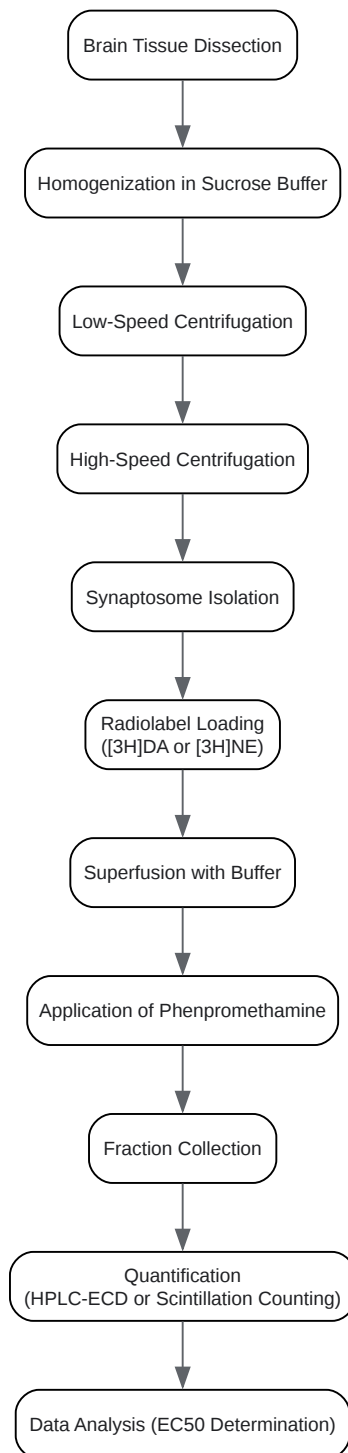 Brain Tissue Dissection
Homogenization in Sucrose Buffer
Low-Speed Centrifugation
High-Speed Centrifugation
Synaptosome Isolation
Radiolabel Loading
([3H]DA or [3H]NE)
Superfusion with Buffer
Application of Phenpromethamine
Fraction Collection
Quantification
(HPLC-ECD or Scintillation Counting)
Data Analysis (EC50 Determination)